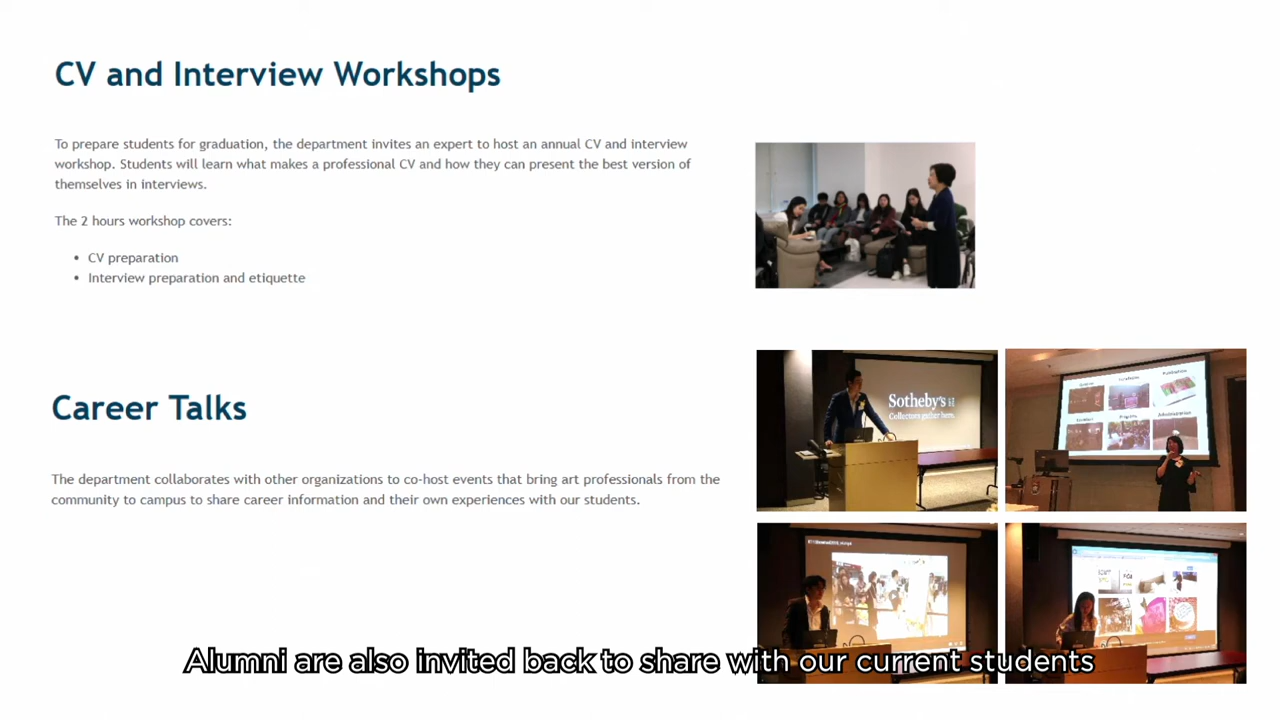 CV and Interview Workshops
To prepare students for graduation, the department invites an expert to host an annual CV and interview
workshop. Students will learn what makes a professional CV and how they can present the best version of
themselves in interviews.
The 2 hours workshop covers:
• CV preparation
• Interview preparation and etiquette
Career Talks
The department collaborates with other organizations to co-host events that bring art professionals from the
community to campus to share career information and their own experiences with our students.
Sotheby's
Collectors gather here.
Alumni are also invited back to share with our current students